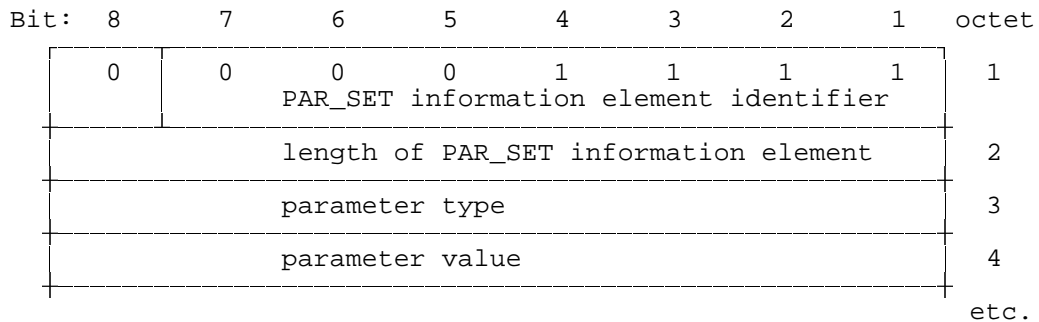 Bit: 8 7 6 5 4 3 2 1 octet
0 0 0 0 1 1 1 1 1
PAR_SET information element identifier
length of PAR_SET information element 2
parameter type 3
parameter value 4
etc.